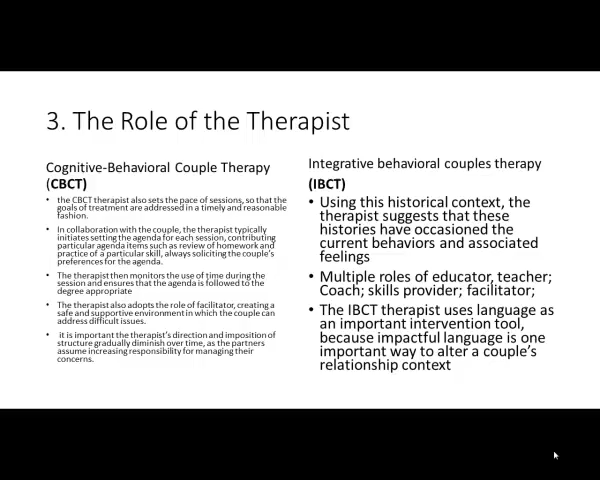 3. The Role of the Therapist
Cognitive-Behavioral Couple Therapy
(CBCT)
• the CBCT therapist also sets the pace of sessions, so that the
goals of treatment are addressed in a timely and reasonable
fashion.
• In collaboration with the couple, the therapist typically
initiates setting the agenda for each session, contributing
particular agenda items such as review of homework and
practice of a particular skill, always soliciting the couple's
preferences for the agenda.
• The therapist then monitors the use of time during the
session and ensures that the agenda is followed to the
degree appropriate
• The therapist also adopts the role of facilitator, creating a
safe and supportive environment in which the couple can
address difficult issues.
• it is important the therapist's direction and imposition of
structure gradually diminish over time, as the partners
assume increasing responsibility for managing their
concerns.
Integrative behavioral couples therapy
(IBCT)
• Using this historical context, the
therapist suggests that these
histories have occasioned the
current behaviors and associated
feelings
• Multiple roles of educator, teacher;
Coach; skills provider; facilitator;
• The IBCT therapist uses language as
an important intervention tool,
because impactful language is one
important way to alter a couple's
relationship context